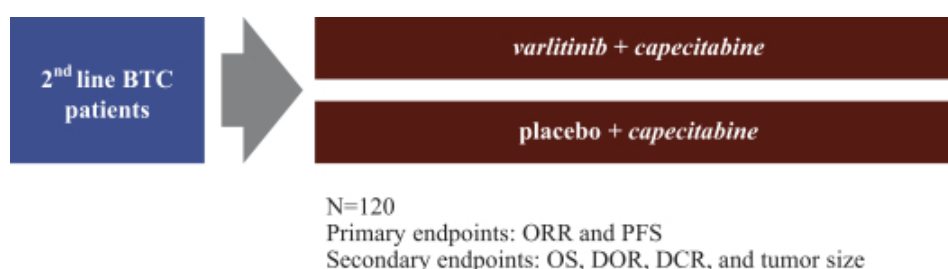 2nd line BTC
patients
varlitinib + capecitabine
placebo + capecitabine
N=120
Primary endpoints: ORR and PFS
Secondary endpoints: OS, DOR, DCR, and tumor size